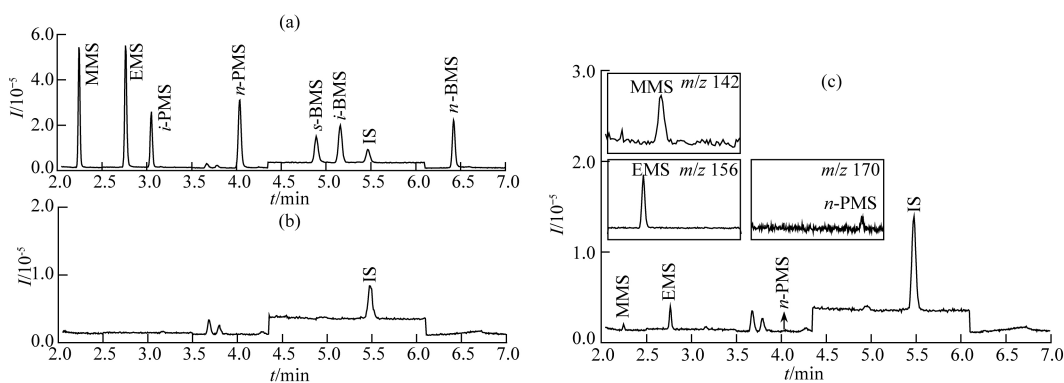 (a)
I/10⁻⁵
6.0
4.0
2.0
0.0
MMS
EMS
i-PMS
n-PMS
s-BMS
i-BMS
IS
n-BMS
2.0 2.5 3.0 3.5 4.0 4.5 5.0 5.5 6.0 6.5 7.0
t/min
(b)
I/10⁻⁵
2.0
1.0
0.0
IS
2.0 2.5 3.0 3.5 4.0 4.5 5.0 5.5 6.0 6.5 7.0
t/min
(c)
I/10⁻⁵
3.0
2.0
1.0
0.0
MMS m/z 142
EMS m/z 156
m/z 170
n-PMS
MMS
EMS
n-PMS
IS
2.0 2.5 3.0 3.5 4.0 4.5 5.0 5.5 6.0 6.5 7.0
t/min